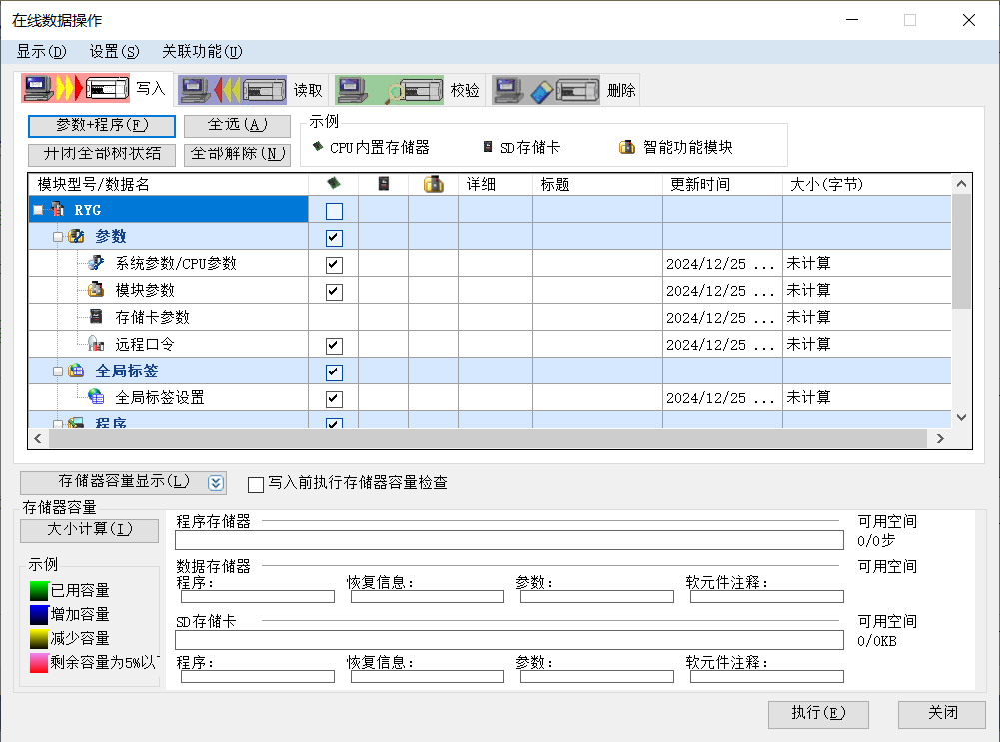 在线数据操作
显示(D) 设置(S) 关联功能(U)
写入 读取 校验 删除
参数+程序(F) 全选(A)
开闭全部树状结 全部解除(N)
示例
CPU内置存储器 SD存储卡 智能功能模块
模块型号/数据名 详细 标题 更新时间 大小(字节)
RYG
参数
系统参数/CPU参数 2024/12/25 ... 未计算
模块参数 2024/12/25 ... 未计算
存储卡参数 2024/12/25 ... 未计算
远程口令 2024/12/25 ... 未计算
全局标签
全局标签设置 2024/12/25 ... 未计算
程序
存储器容量显示(L) 写入前执行存储器容量检查
存储器容量
大小计算(I)
示例
已用容量
增加容量
减少容量
剩余容量为5%以下
程序存储器 可用空间
0/0步
数据存储器 可用空间
程序: 恢复信息: 参数: 软元件注释:
SD存储卡 可用空间
0/0KB
程序: 恢复信息: 参数: 软元件注释:
执行(E) 关闭